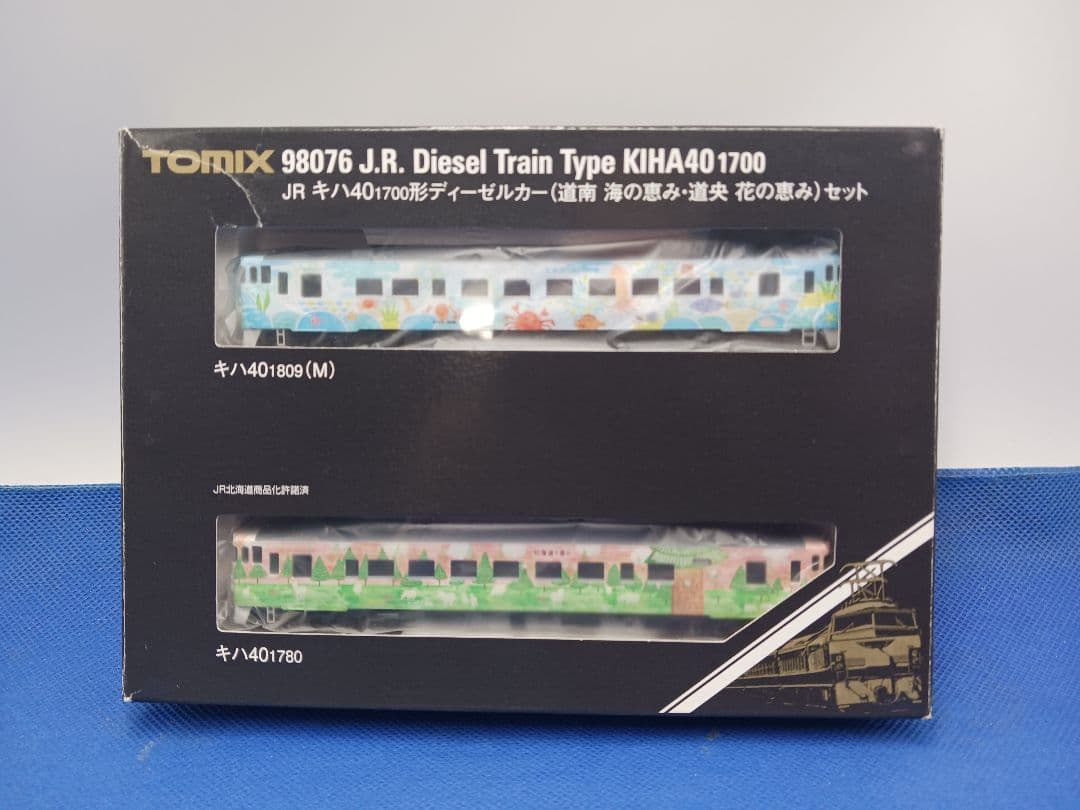 TOMIX 98076 J.R. Diesel Train Type KIHA40 1700
JR キハ40 1700形ディーゼルカー(道南 海の恵み・道央 花の恵み)セット
キハ40 1809(M)
JR北海道商品化許諾済
キハ40 1780